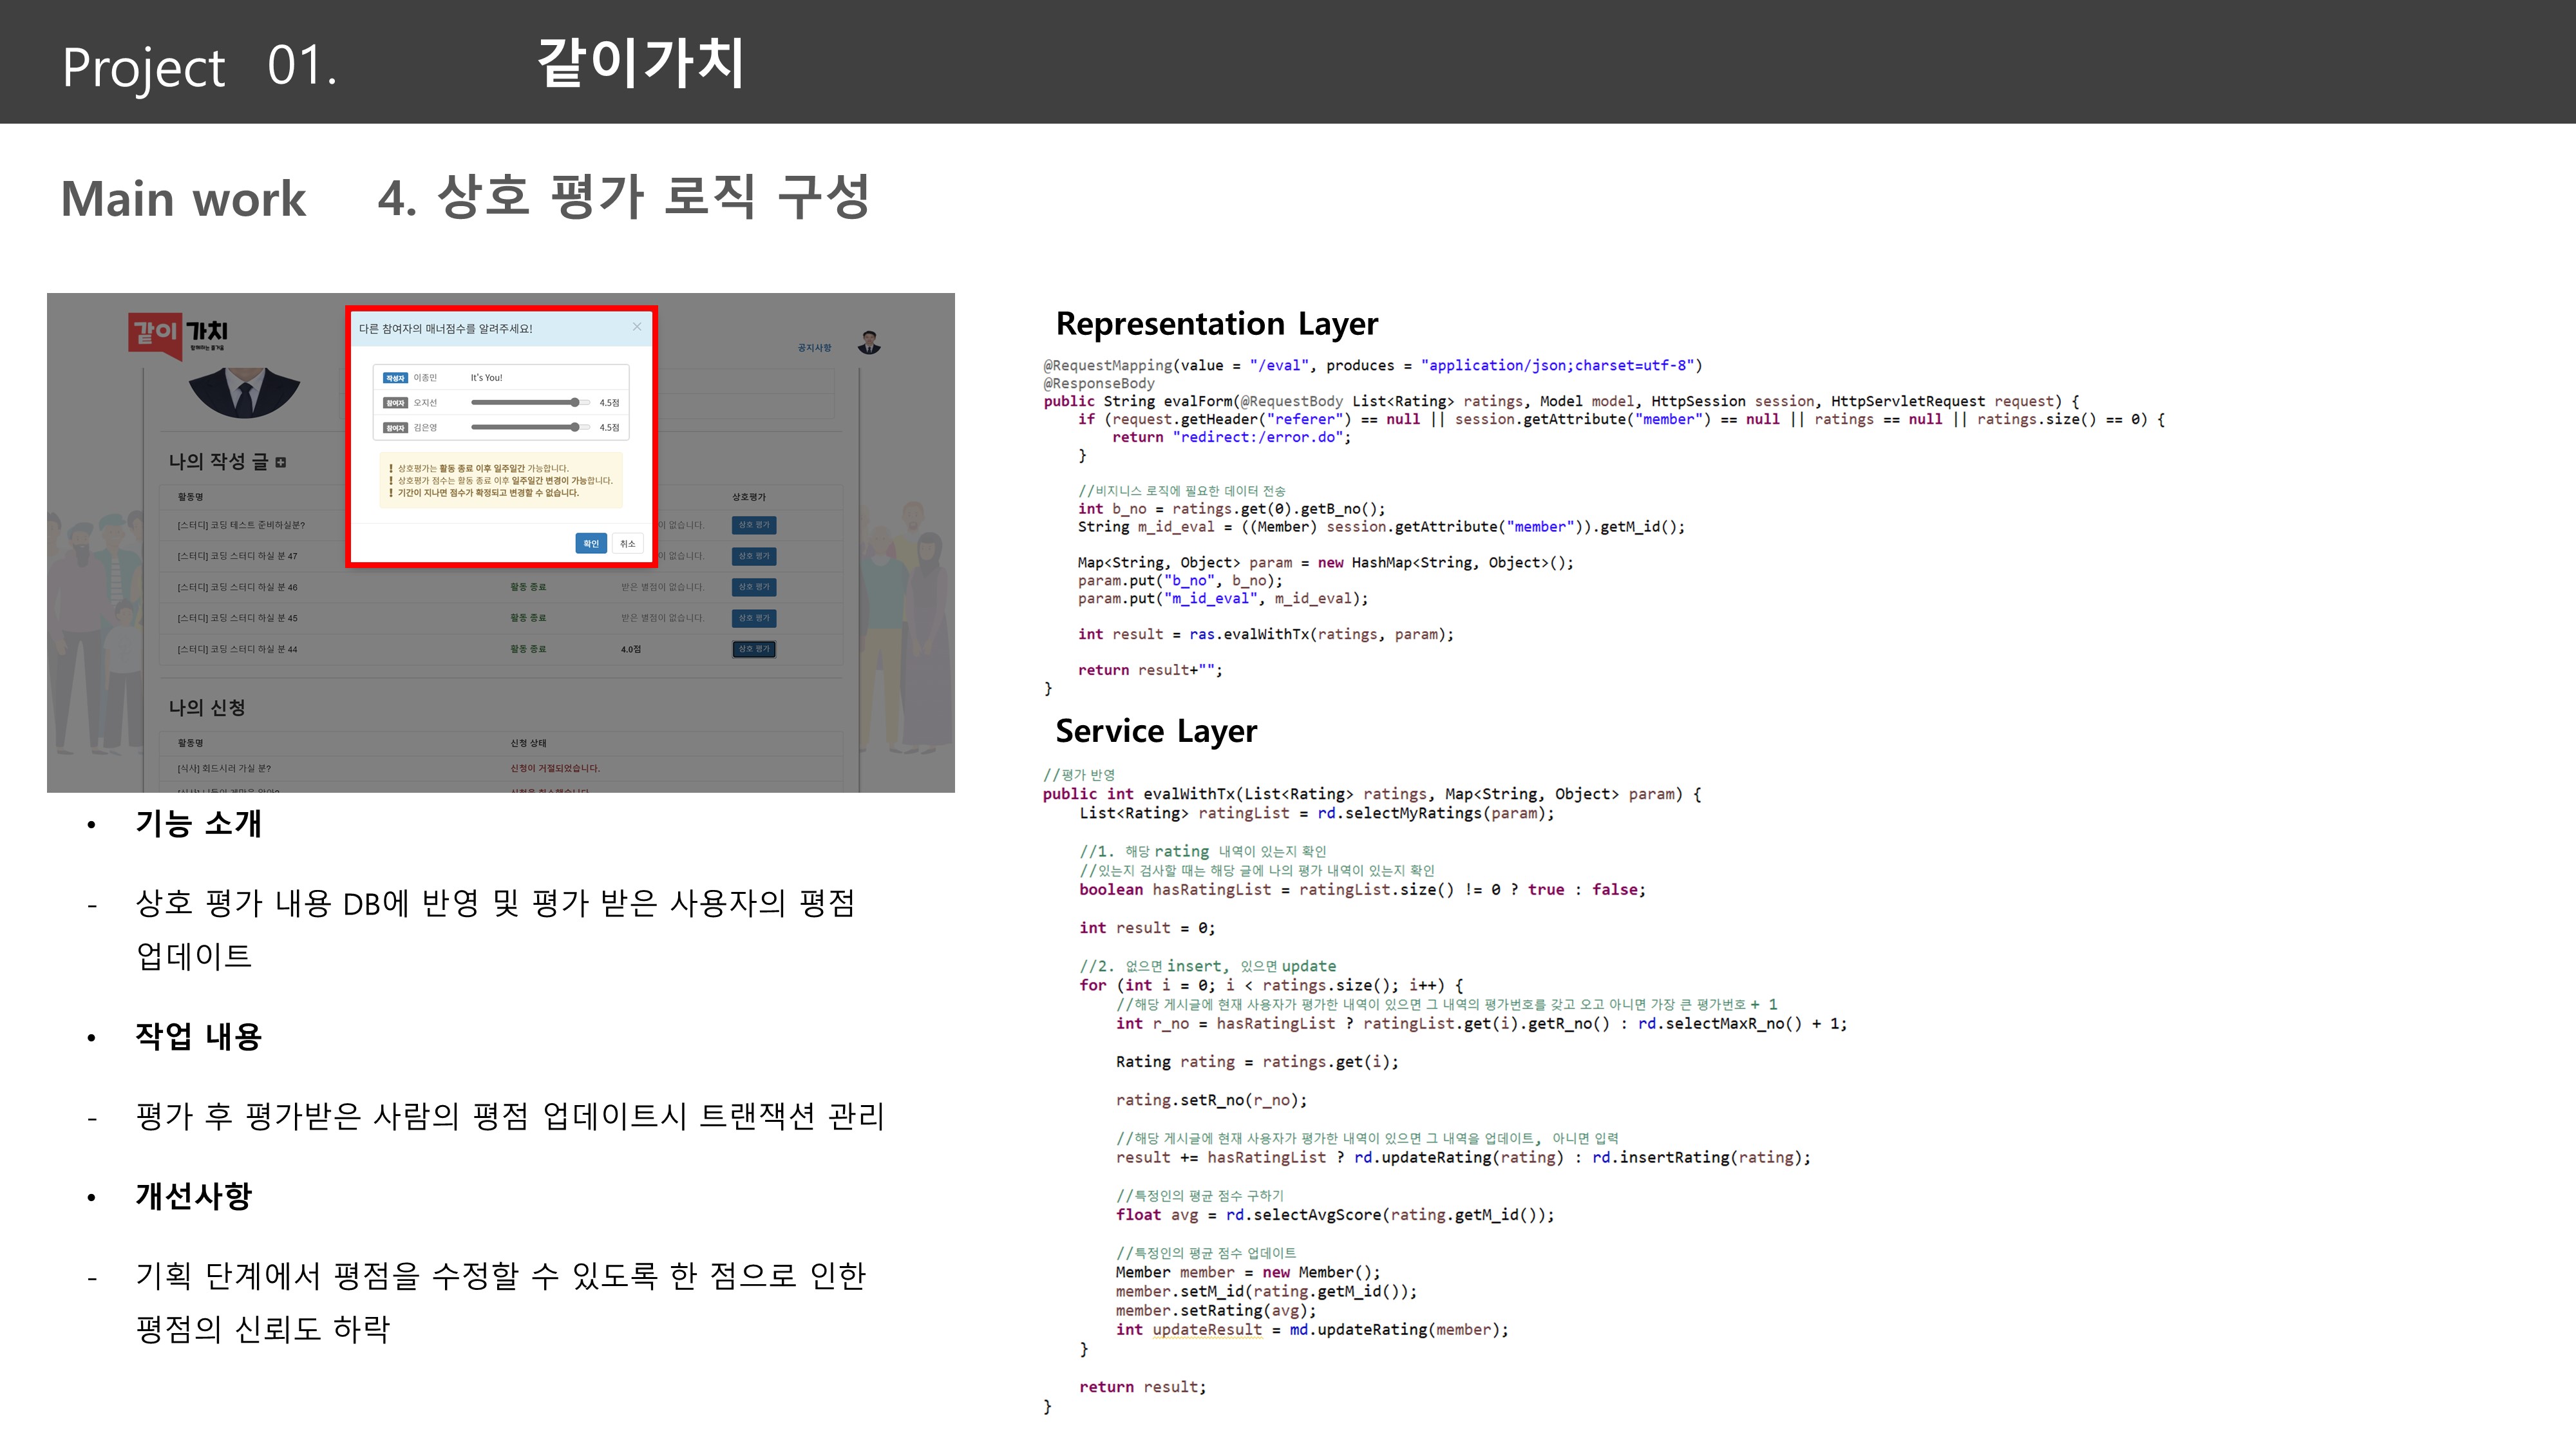 Project 01. 같이가치
Main work 4. 상호 평가 로직 구성
같이 가치
공지사항
다른 참여자의 매너점수를 알려주세요!
작성자 이종민 It's You!
참여자 오지선 4.5점
참여자 김은영 4.5점
! 상호평가는 활동 종료 이후 일주일간 가능합니다.
! 상호평가 점수는 활동 종료 이후 일주일간 변경이 가능합니다.
! 기간이 지나면 점수가 확정되고 변경할 수 없습니다.
확인 취소
나의 작성 글
활동명 상호평가
[스터디] 코딩 테스트 준비하실분? 이 없습니다. 상호 평가
[스터디] 코딩 스터디 하실 분 47 이 없습니다. 상호 평가
[스터디] 코딩 스터디 하실 분 46 활동 종료 받은 별점이 없습니다. 상호 평가
[스터디] 코딩 스터디 하실 분 45 활동 종료 받은 별점이 없습니다. 상호 평가
[스터디] 코딩 스터디 하실 분 44 활동 종료 4.0점 상호 평가
나의 신청
활동명 신청 상태
[식사] 회드시러 가실 분? 신청이 거절되었습니다.
• 기능 소개
- 상호 평가 내용 DB에 반영 및 평가 받은 사용자의 평점
업데이트
• 작업 내용
- 평가 후 평가받은 사람의 평점 업데이트시 트랜잭션 관리
• 개선사항
- 기획 단계에서 평점을 수정할 수 있도록 한 점으로 인한
평점의 신뢰도 하락
Representation Layer
@RequestMapping(value = "/eval", produces = "application/json;charset=utf-8")
@ResponseBody
public String evalForm(@RequestBody List<Rating> ratings, Model model, HttpSession session, HttpServletRequest request) {
if (request.getHeader("referer") == null || session.getAttribute("member") == null || ratings == null || ratings.size() == 0) {
return "redirect:/error.do";
}
//비지니스 로직에 필요한 데이터 전송
int b_no = ratings.get(0).getB_no();
String m_id_eval = ((Member) session.getAttribute("member")).getM_id();
Map<String, Object> param = new HashMap<String, Object>();
param.put("b_no", b_no);
param.put("m_id_eval", m_id_eval);
int result = ras.evalWithTx(ratings, param);
return result+"";
}
Service Layer
//평가 반영
public int evalWithTx(List<Rating> ratings, Map<String, Object> param) {
List<Rating> ratingList = rd.selectMyRatings(param);
//1. 해당 rating 내역이 있는지 확인
//있는지 검사할 때는 해당 글에 나의 평가 내역이 있는지 확인
boolean hasRatingList = ratingList.size() != 0 ? true : false;
int result = 0;
//2. 없으면 insert, 있으면 update
for (int i = 0; i < ratings.size(); i++) {
//해당 게시글에 현재 사용자가 평가한 내역이 있으면 그 내역의 평가번호를 갖고 오고 아니면 가장 큰 평가번호 + 1
int r_no = hasRatingList ? ratingList.get(i).getR_no() : rd.selectMaxR_no() + 1;
Rating rating = ratings.get(i);
rating.setR_no(r_no);
//해당 게시글에 현재 사용자가 평가한 내역이 있으면 그 내역을 업데이트, 아니면 입력
result += hasRatingList ? rd.updateRating(rating) : rd.insertRating(rating);
//특정인의 평균 점수 구하기
float avg = rd.selectAvgScore(rating.getM_id());
//특정인의 평균 점수 업데이트
Member member = new Member();
member.setM_id(rating.getM_id());
member.setRating(avg);
int updateResult = md.updateRating(member);
}
return result;
}